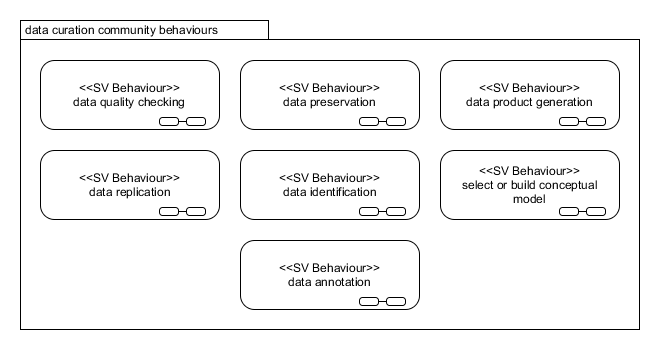 data curation community behaviours
<<SV Behaviour>>
data quality checking
<<SV Behaviour>>
data preservation
<<SV Behaviour>>
data product generation
<<SV Behaviour>>
data replication
<<SV Behaviour>>
data identification
<<SV Behaviour>>
select or build conceptual
model
<<SV Behaviour>>
data annotation